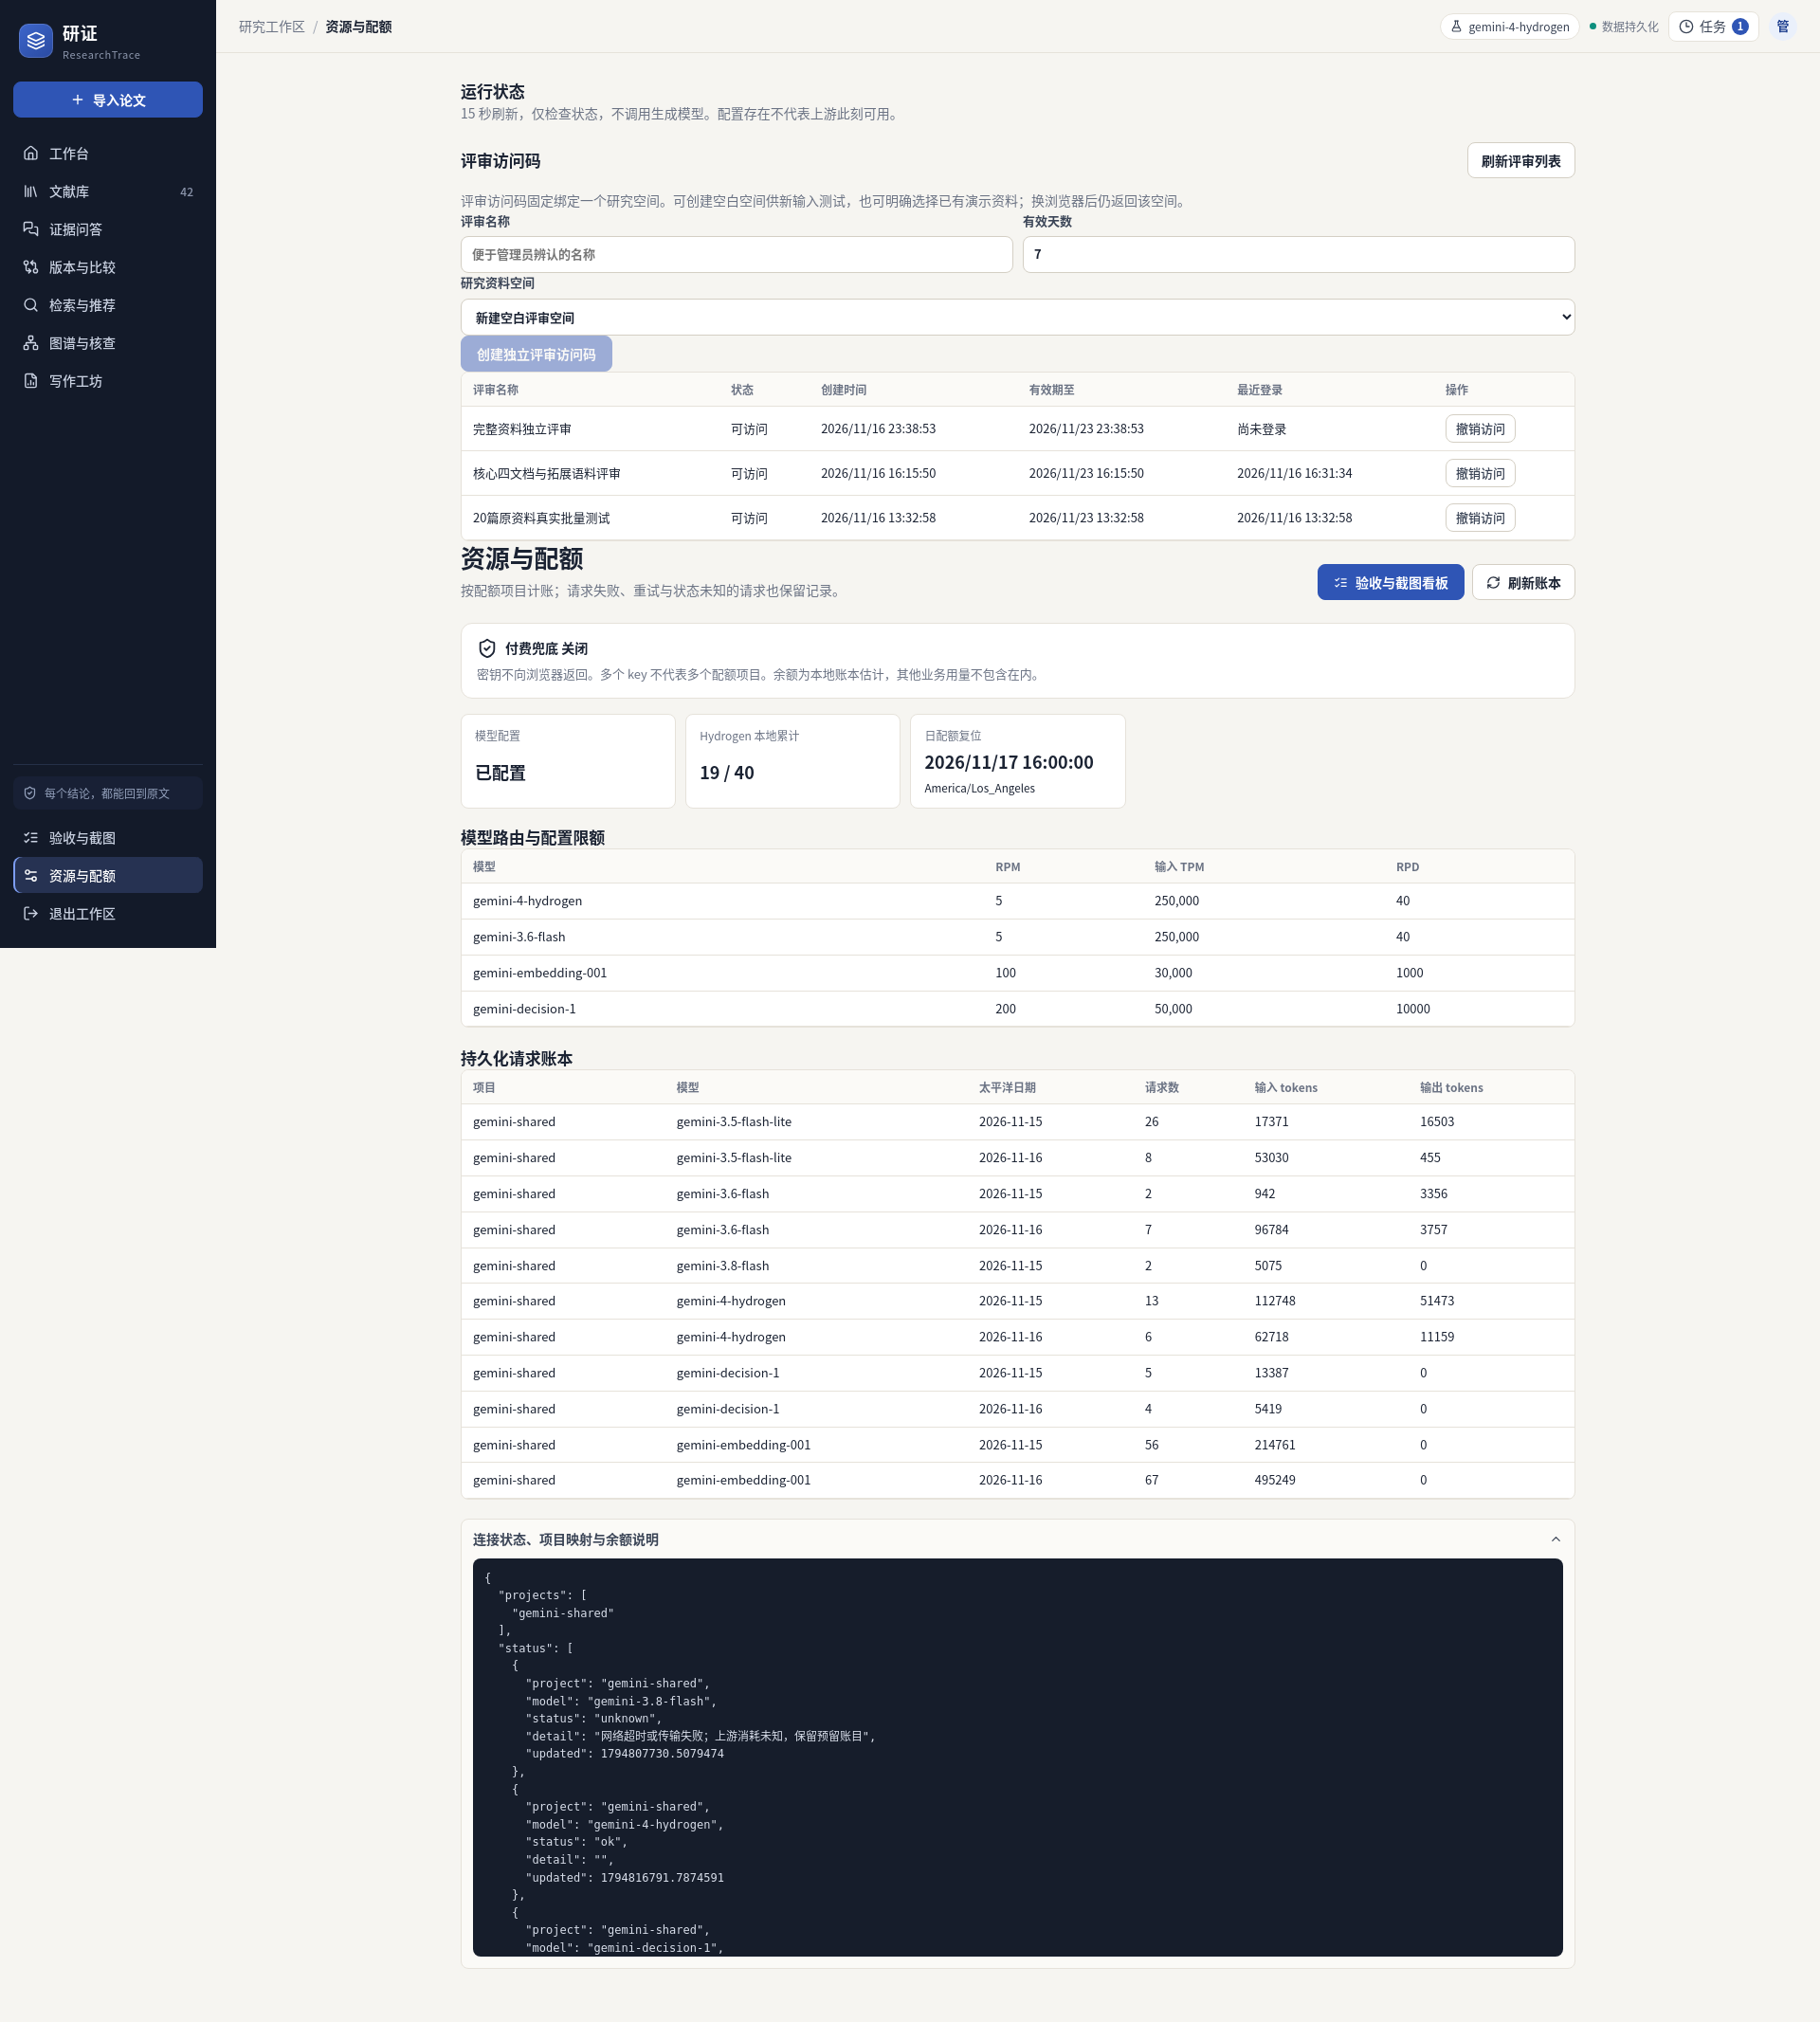 研证
ResearchTrace
导入论文
工作台
文献库 42
证据问答
版本与比较
检索与推荐
图谱与核查
写作工坊
每个结论，都能回到原文
验收与截图
资源与配额
退出工作区
研究工作区 / 资源与配额
gemini-4-hydrogen 数据持久化 任务 1 管
运行状态
15 秒刷新，仅检查状态，不调用生成模型。配置存在不代表上游此刻可用。
评审访问码 刷新评审列表
评审访问码固定绑定一个研究空间。可创建空白空间供新输入测试，也可明确选择已有演示资料；换浏览器后仍返回该空间。
评审名称 有效天数
便于管理员辨认的名称 7
研究资料空间
新建空白评审空间
创建独立评审访问码
评审名称 状态 创建时间 有效期至 最近登录 操作
完整资料独立评审 可访问 2026/11/16 23:38:53 2026/11/23 23:38:53 尚未登录 撤销访问
核心四文档与拓展语料评审 可访问 2026/11/16 16:15:50 2026/11/23 16:15:50 2026/11/16 16:31:34 撤销访问
20篇原资料真实批量测试 可访问 2026/11/16 13:32:58 2026/11/23 13:32:58 2026/11/16 13:32:58 撤销访问
资源与配额
按配额项目计账；请求失败、重试与状态未知的请求也保留记录。
验收与截图看板 刷新账本
付费兜底 关闭
密钥不向浏览器返回。多个 key 不代表多个配额项目。余额为本地账本估计，其他业务用量不包含在内。
模型配置 Hydrogen 本地累计 日配额复位
已配置 19 / 40 2026/11/17 16:00:00
America/Los_Angeles
模型路由与配置限额
模型 RPM 输入 TPM RPD
gemini-4-hydrogen 5 250,000 40
gemini-3.6-flash 5 250,000 40
gemini-embedding-001 100 30,000 1000
gemini-decision-1 200 50,000 10000
持久化请求账本
项目 模型 太平洋日期 请求数 输入 tokens 输出 tokens
gemini-shared gemini-3.5-flash-lite 2026-11-15 26 17371 16503
gemini-shared gemini-3.5-flash-lite 2026-11-16 8 53030 455
gemini-shared gemini-3.6-flash 2026-11-15 2 942 3356
gemini-shared gemini-3.6-flash 2026-11-16 7 96784 3757
gemini-shared gemini-3.8-flash 2026-11-15 2 5075 0
gemini-shared gemini-4-hydrogen 2026-11-15 13 112748 51473
gemini-shared gemini-4-hydrogen 2026-11-16 6 62718 11159
gemini-shared gemini-decision-1 2026-11-15 5 13387 0
gemini-shared gemini-decision-1 2026-11-16 4 5419 0
gemini-shared gemini-embedding-001 2026-11-15 56 214761 0
gemini-shared gemini-embedding-001 2026-11-16 67 495249 0
连接状态、项目映射与余额说明
{
"projects": [
"gemini-shared"
],
"status": [
{
"project": "gemini-shared",
"model": "gemini-3.8-flash",
"status": "unknown",
"detail": "网络超时或传输失败；上游消耗未知，保留预留账目",
"updated": 1794807730.5079474
},
{
"project": "gemini-shared",
"model": "gemini-4-hydrogen",
"status": "ok",
"detail": "",
"updated": 1794816791.7874591
},
{
"project": "gemini-shared",
"model": "gemini-decision-1",